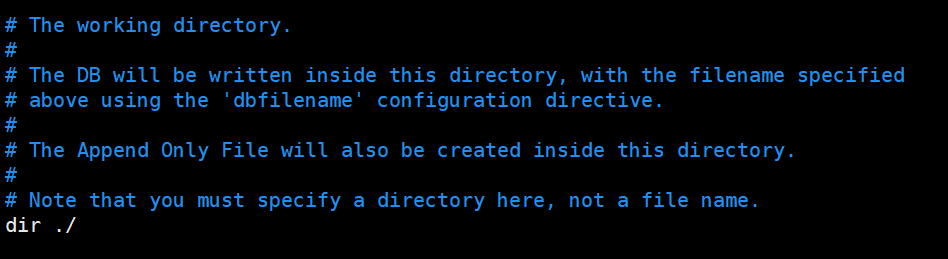 # The working directory.
#
# The DB will be written inside this directory, with the filename specified
# above using the 'dbfilename' configuration directive.
#
# The Append Only File will also be created inside this directory.
#
# Note that you must specify a directory here, not a file name.
dir ./